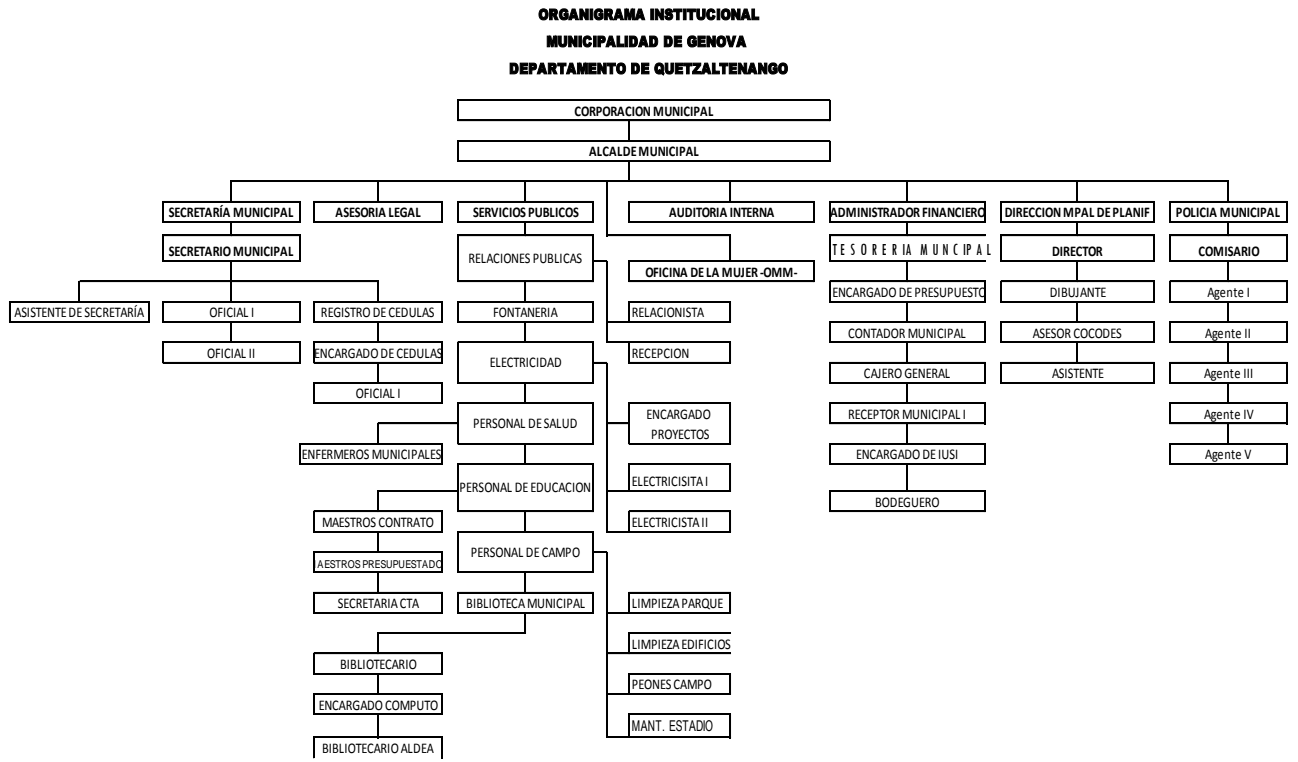 ORGANIGRAMA INSTITUCIONAL
MUNICIPALIDAD DE GENOVA
DEPARTAMENTO DE QUETZALTENANGO
CORPORACION MUNICIPAL
ALCALDE MUNICIPAL
SECRETARÍA MUNICIPAL
ASESORIA LEGAL
SERVICIOS PUBLICOS
AUDITORIA INTERNA
ADMINISTRADOR FINANCIERO
DIRECCION MPAL DE PLANIF
POLICIA MUNICIPAL
SECRETARIO MUNICIPAL
RELACIONES PUBLICAS
OFICINA DE LA MUJER -OMM-
TESORERIA MUNCIPAL
DIRECTOR
COMISARIO
ASISTENTE DE SECRETARÍA
OFICIAL I
REGISTRO DE CEDULAS
FONTANERIA
RELACIONISTA
ENCARGADO DE PRESUPUESTO
DIBUJANTE
Agente I
OFICIAL II
ENCARGADO DE CEDULAS
ELECTRICIDAD
RECEPCION
CONTADOR MUNICIPAL
ASESOR COCODES
Agente II
OFICIAL I
CAJERO GENERAL
ASISTENTE
Agente III
PERSONAL DE SALUD
ENCARGADO
PROYECTOS
RECEPTOR MUNICIPAL I
Agente IV
ENFERMEROS MUNICIPALES
ENCARGADO DE IUSI
Agente V
PERSONAL DE EDUCACION
ELECTRICISITA I
BODEGUERO
MAESTROS CONTRATO
ELECTRICISTA II
AESTROS PRESUPUESTADO
PERSONAL DE CAMPO
SECRETARIA CTA
BIBLIOTECA MUNICIPAL
LIMPIEZA PARQUE
LIMPIEZA EDIFICIOS
BIBLIOTECARIO
PEONES CAMPO
ENCARGADO COMPUTO
MANT. ESTADIO
BIBLIOTECARIO ALDEA